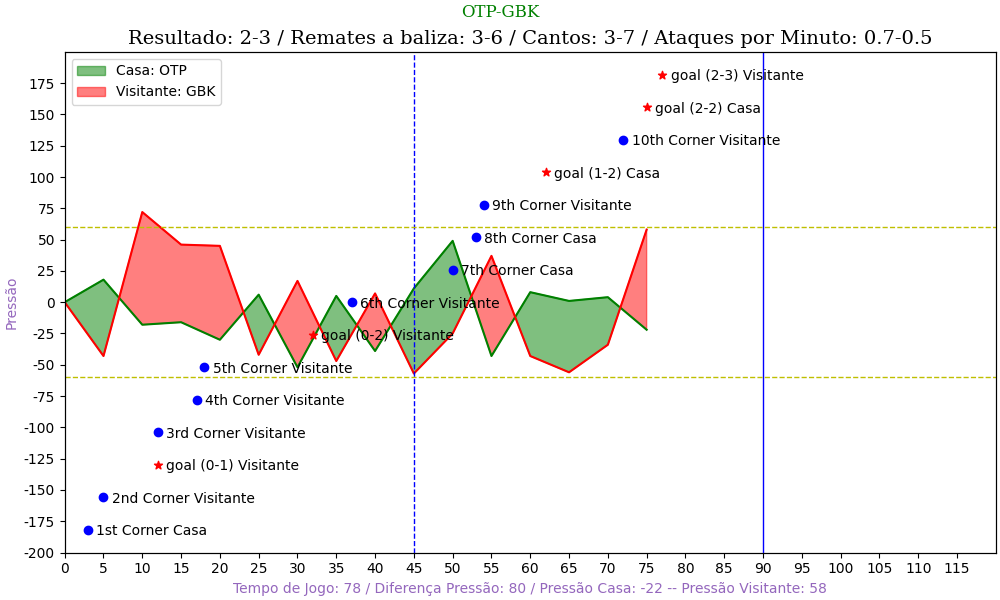 OTP-GBK
Resultado: 2-3 / Remates a baliza: 3-6 / Cantos: 3-7 / Ataques por Minuto: 0.7-0.5
Casa: OTP
Visitante: GBK
goal (2-3) Visitante
goal (2-2) Casa
10th Corner Visitante
goal (1-2) Casa
9th Corner Visitante
8th Corner Casa
7th Corner Casa
6th Corner Visitante
goal (0-2) Visitante
5th Corner Visitante
4th Corner Visitante
3rd Corner Visitante
goal (0-1) Visitante
2nd Corner Visitante
1st Corner Casa
Pressão
175
150
125
100
75
50
25
0
-25
-50
-75
-100
-125
-150
-175
-200
0 5 10 15 20 25 30 35 40 45 50 55 60 65 70 75 80 85 90 95 100 105 110 115
Tempo de Jogo: 78 / Diferença Pressão: 80 / Pressão Casa: -22 -- Pressão Visitante: 58